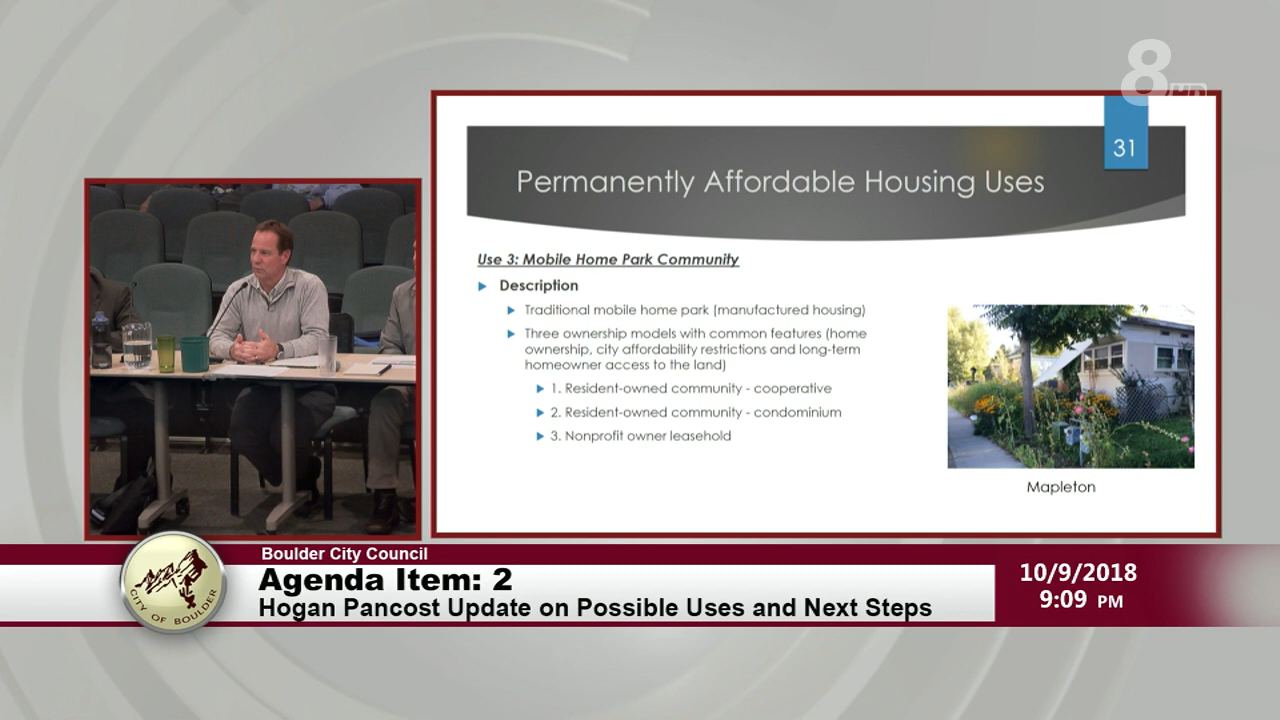 8
HD
31
Permanently Affordable Housing Uses
Use 3: Mobile Home Park Community
Description
Traditional mobile home park (manufactured housing)
Three ownership models with common features (home
ownership, city affordability restrictions and long-term
homeowner access to the land)
1. Resident-owned community - cooperative
2. Resident-owned community - condominium
3. Nonprofit owner leasehold
Mapleton
Boulder City Council
Agenda Item: 2
Hogan Pancost Update on Possible Uses and Next Steps
CITY OF BOULDER
10/9/2018
9:09 PM